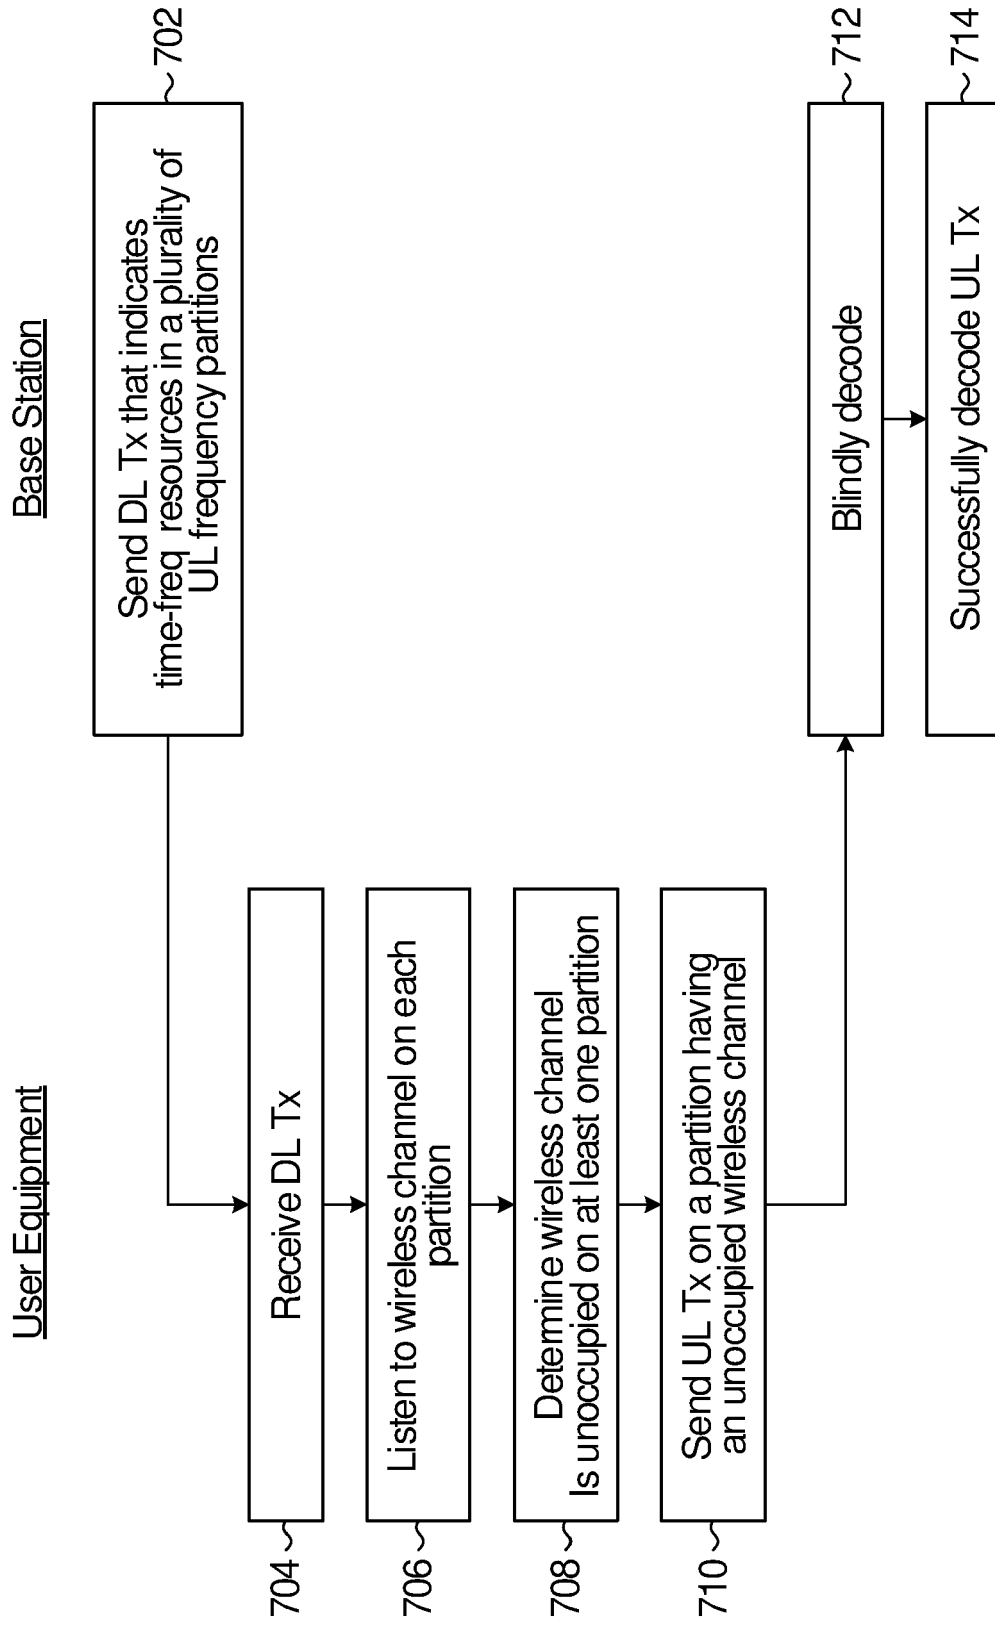 User Equipment
Base Station
Send DL Tx that indicates
time-freq resources in a plurality of
UL frequency partitions
702
704
Receive DL Tx
706
Listen to wireless channel on each
partition
708
Determine wireless channel
Is unoccupied on at least one partition
710
Send UL Tx on a partition having
an unoccupied wireless channel
Blindly decode
712
Successfully decode UL Tx
714